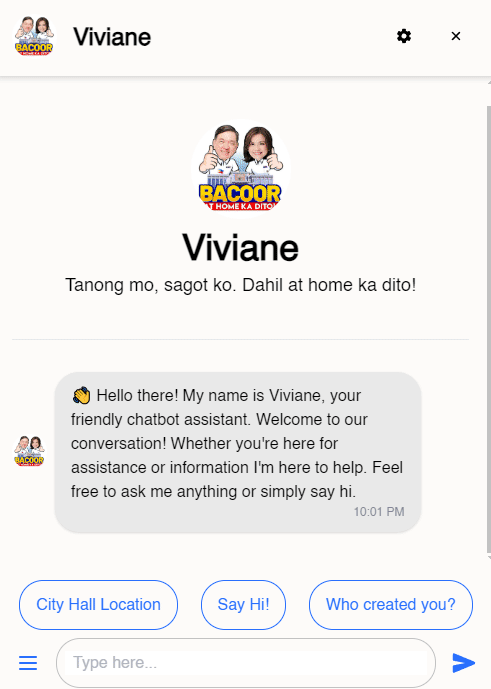 BACOOR
Viviane
BACOOR
AT HOME KA DITO!
Viviane
Tanong mo, sagot ko. Dahil at home ka dito!
Hello there! My name is Viviane, your
friendly chatbot assistant. Welcome to our
conversation! Whether you're here for
assistance or information I'm here to help. Feel
free to ask me anything or simply say hi.
10:01 PM
BACOOR
City Hall Location
Say Hi!
Who created you?
Type here...